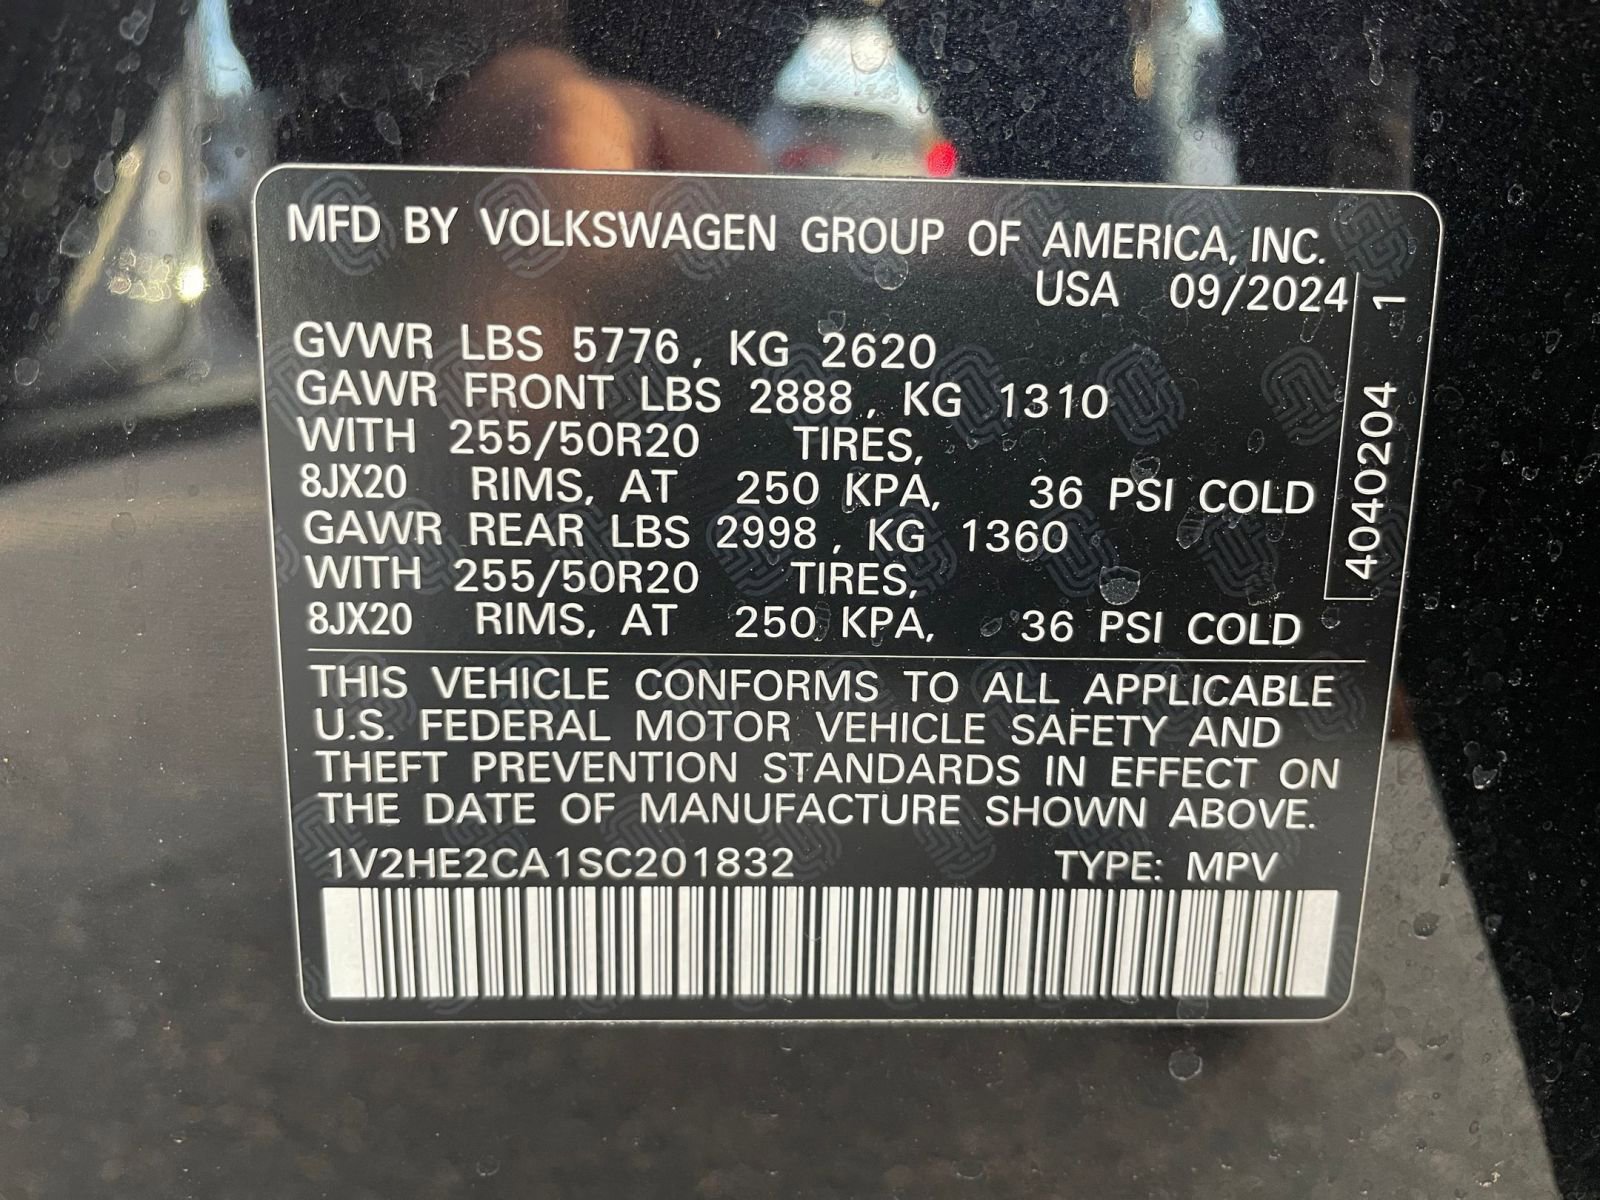 MFD BY VOLKSWAGEN GROUP OF AMERICA, INC.
USA 09/2024
GVWR LBS 5776, KG 2620
GAWR FRONT LBS 2888, KG 1310
WITH 255/50R20 TIRES,
8JX20 RIMS, AT 250 KPA, 36 PSI COLD
GAWR REAR LBS 2998, KG 1360
WITH 255/50R20 TIRES,
8JX20 RIMS, AT 250 KPA, 36 PSI COLD
4040204 1
THIS VEHICLE CONFORMS TO ALL APPLICABLE
U.S. FEDERAL MOTOR VEHICLE SAFETY AND
THEFT PREVENTION STANDARDS IN EFFECT ON
THE DATE OF MANUFACTURE SHOWN ABOVE.
1V2HE2CA1SC201832 TYPE: MPV